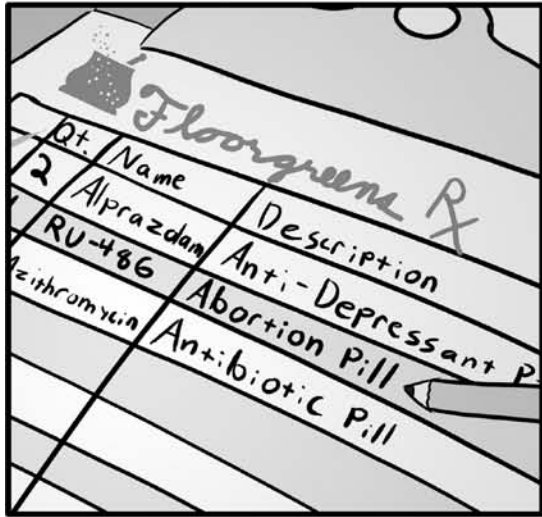 Floorgreens Rx
Qt. Name Description
2 Alprazolam Anti-Depressant P
RU-486 Abortion Pill
Azithromycin Antibiotic Pill